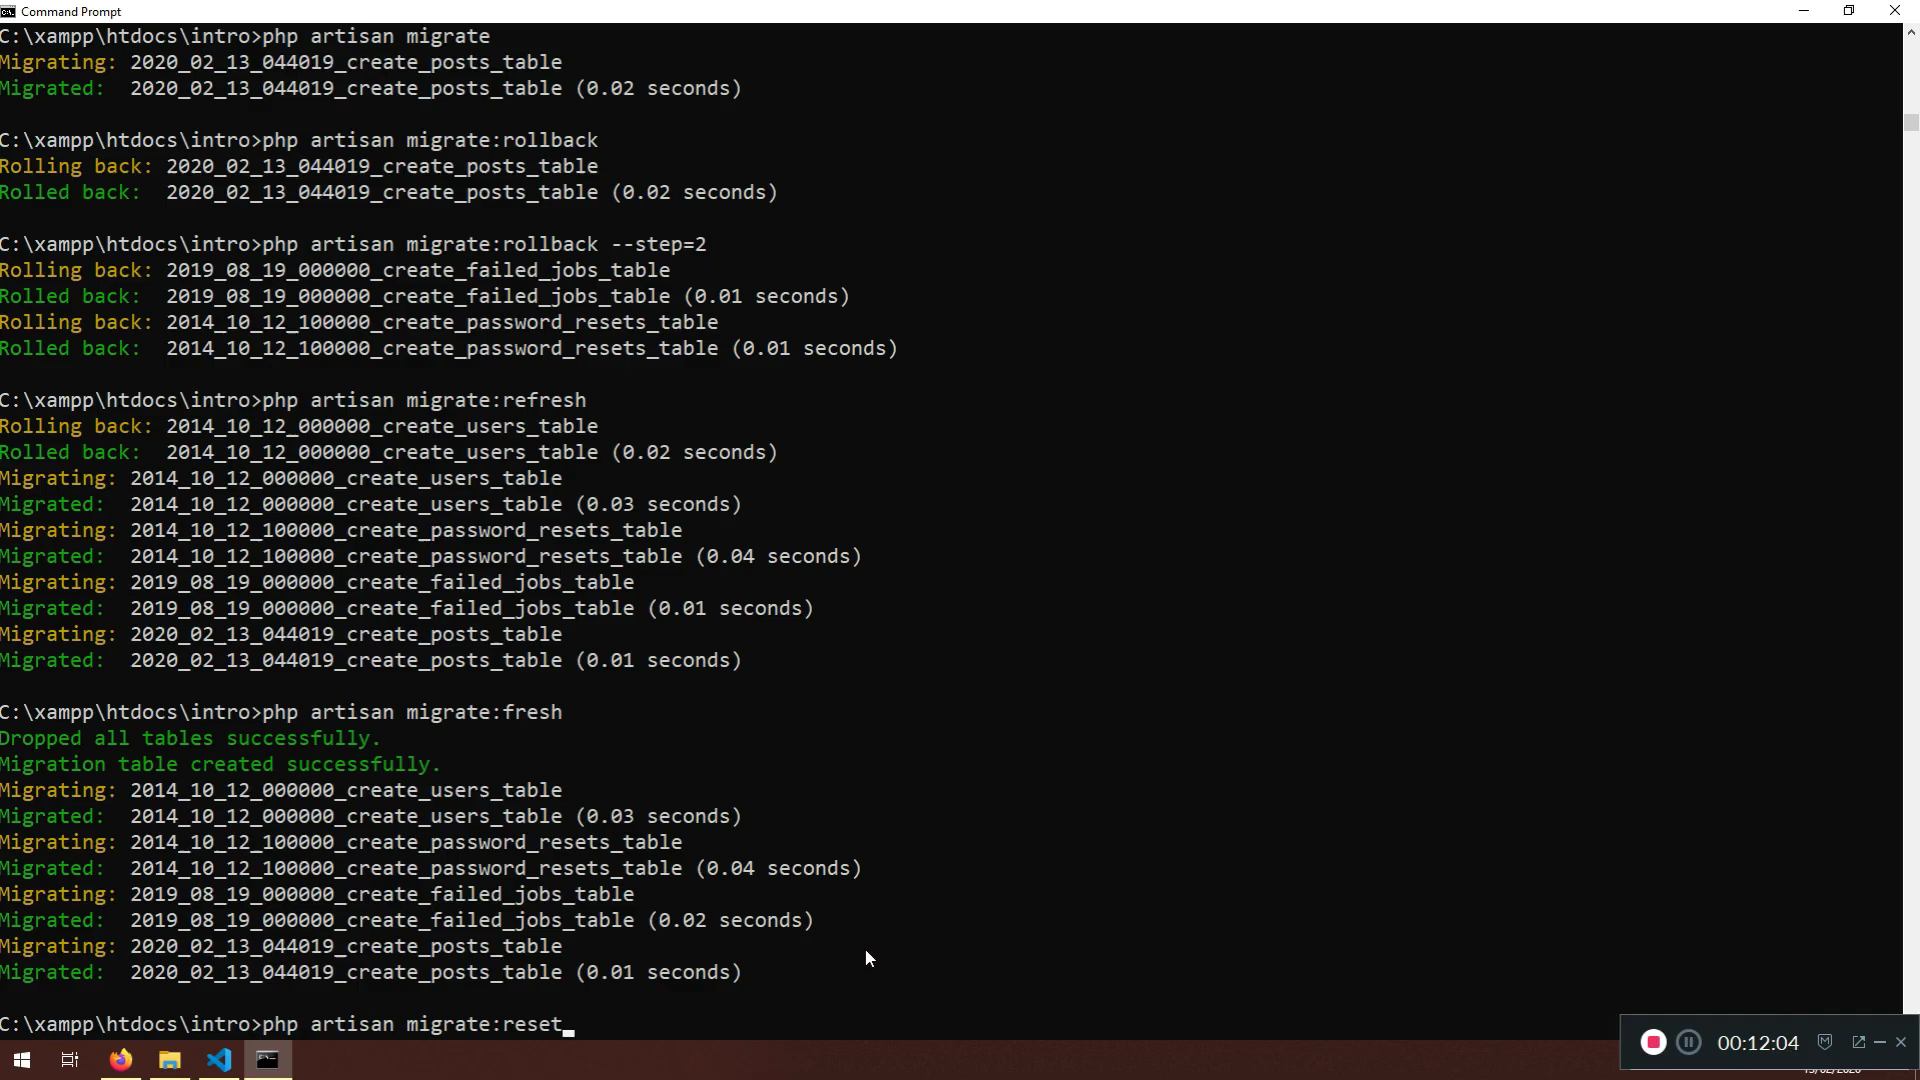 Command Prompt
C:\xampp\htdocs\intro>php artisan migrate
Migrating: 2020_02_13_044019_create_posts_table
Migrated:  2020_02_13_044019_create_posts_table (0.02 seconds)
C:\xampp\htdocs\intro>php artisan migrate:rollback
Rolling back: 2020_02_13_044019_create_posts_table
Rolled back:  2020_02_13_044019_create_posts_table (0.02 seconds)
C:\xampp\htdocs\intro>php artisan migrate:rollback --step=2
Rolling back: 2019_08_19_000000_create_failed_jobs_table
Rolled back:  2019_08_19_000000_create_failed_jobs_table (0.01 seconds)
Rolling back: 2014_10_12_100000_create_password_resets_table
Rolled back:  2014_10_12_100000_create_password_resets_table (0.01 seconds)
C:\xampp\htdocs\intro>php artisan migrate:refresh
Rolling back: 2014_10_12_000000_create_users_table
Rolled back:  2014_10_12_000000_create_users_table (0.02 seconds)
Migrating: 2014_10_12_000000_create_users_table
Migrated:  2014_10_12_000000_create_users_table (0.03 seconds)
Migrating: 2014_10_12_100000_create_password_resets_table
Migrated:  2014_10_12_100000_create_password_resets_table (0.04 seconds)
Migrating: 2019_08_19_000000_create_failed_jobs_table
Migrated:  2019_08_19_000000_create_failed_jobs_table (0.01 seconds)
Migrating: 2020_02_13_044019_create_posts_table
Migrated:  2020_02_13_044019_create_posts_table (0.01 seconds)
C:\xampp\htdocs\intro>php artisan migrate:fresh
Dropped all tables successfully.
Migration table created successfully.
Migrating: 2014_10_12_000000_create_users_table
Migrated:  2014_10_12_000000_create_users_table (0.03 seconds)
Migrating: 2014_10_12_100000_create_password_resets_table
Migrated:  2014_10_12_100000_create_password_resets_table (0.04 seconds)
Migrating: 2019_08_19_000000_create_failed_jobs_table
Migrated:  2019_08_19_000000_create_failed_jobs_table (0.02 seconds)
Migrating: 2020_02_13_044019_create_posts_table
Migrated:  2020_02_13_044019_create_posts_table (0.01 seconds)
C:\xampp\htdocs\intro>php artisan migrate:reset
00:12:04